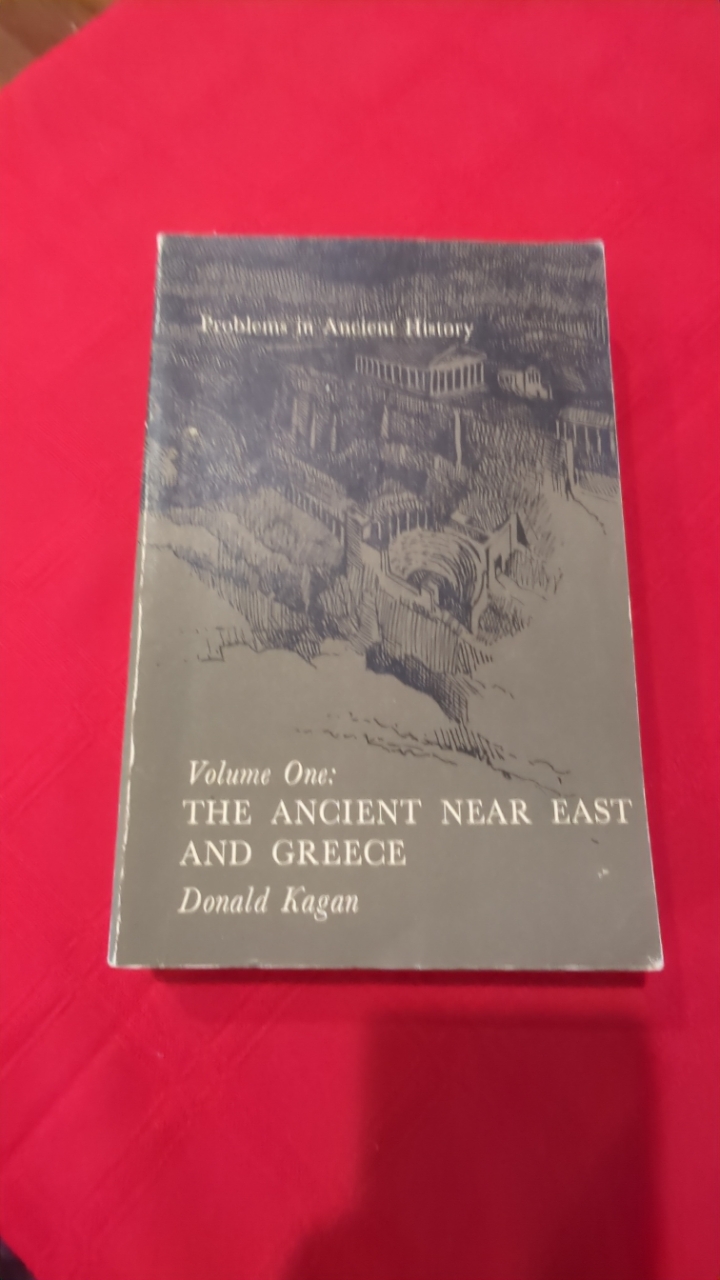 Problems in Ancient History
Volume One:
THE ANCIENT NEAR EAST
AND GREECE
Donald Kagan